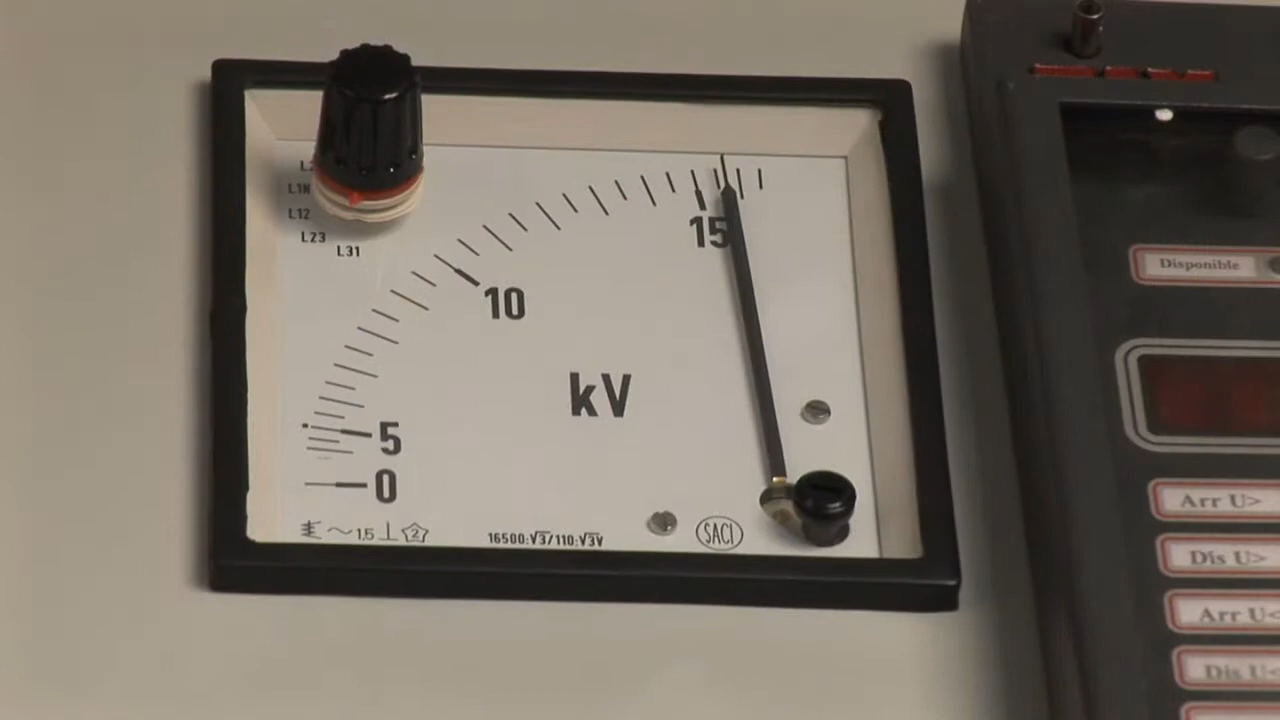 L1N
L12
L23
L31
15
10
kV
5
0
1,5 2
16500:√3/110:√3V
SACI
Disponible
Arr U>
Dis U>
Arr U<
Dis U<